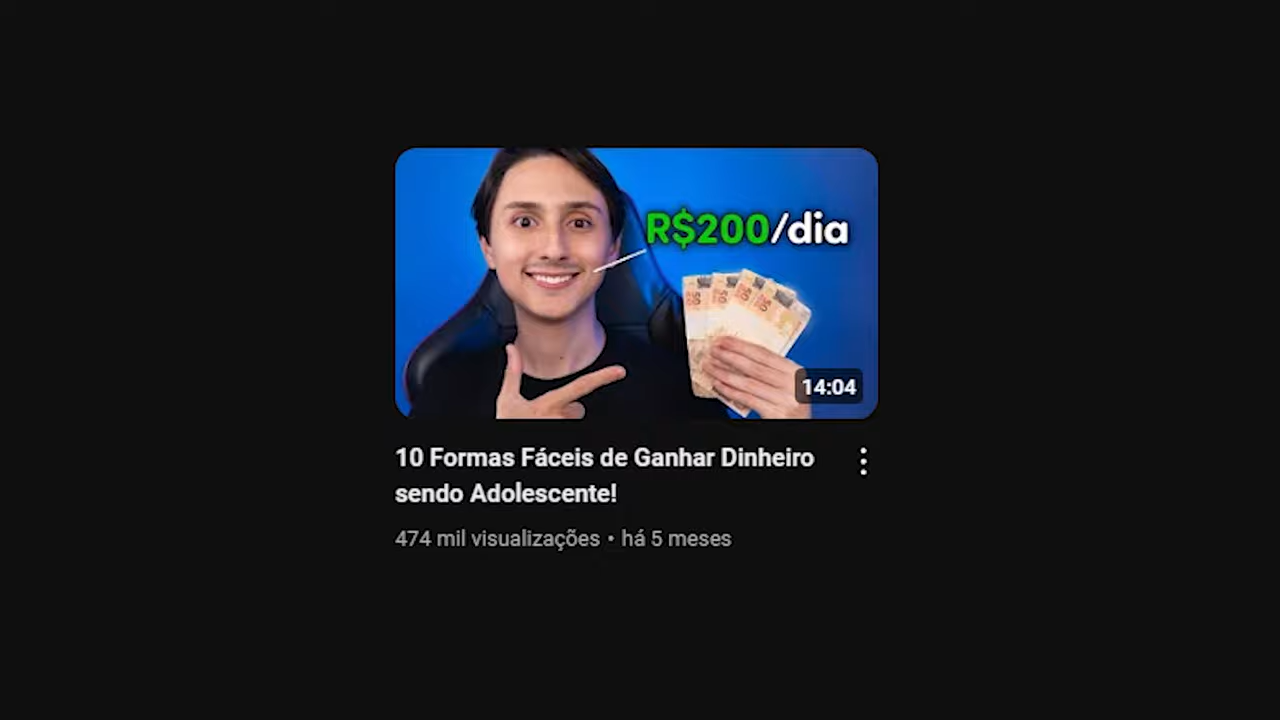 R$200/dia
14:04
10 Formas Fáceis de Ganhar Dinheiro
sendo Adolescente!
474 mil visualizações • há 5 meses